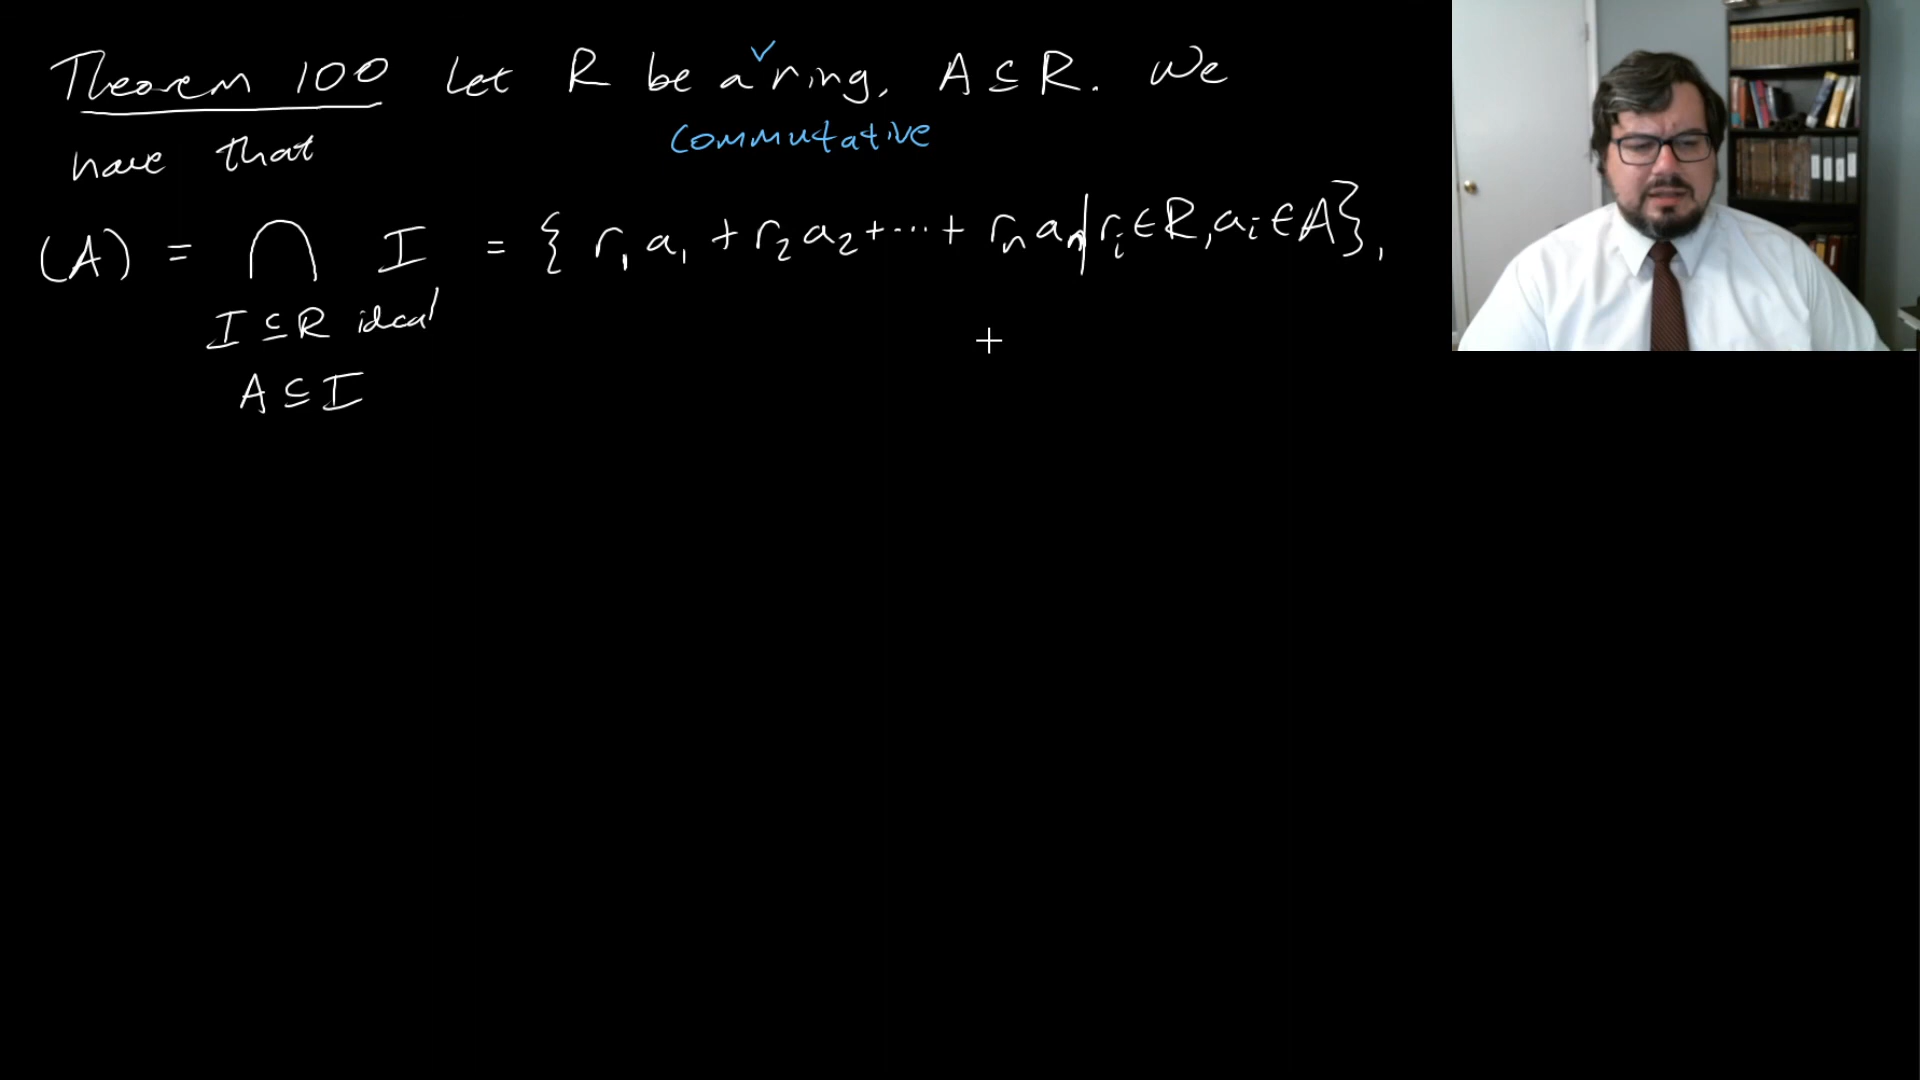 Theorem 100 Let R be a ✓ ring, A ⊆ R. We
commutative
have that
(A) = ⋂ I = { r₁a₁ + r₂a₂ + ⋯ + rₙaₙ | rᵢ ∈ R, aᵢ ∈ A },
I ⊆ R ideal
A ⊆ I